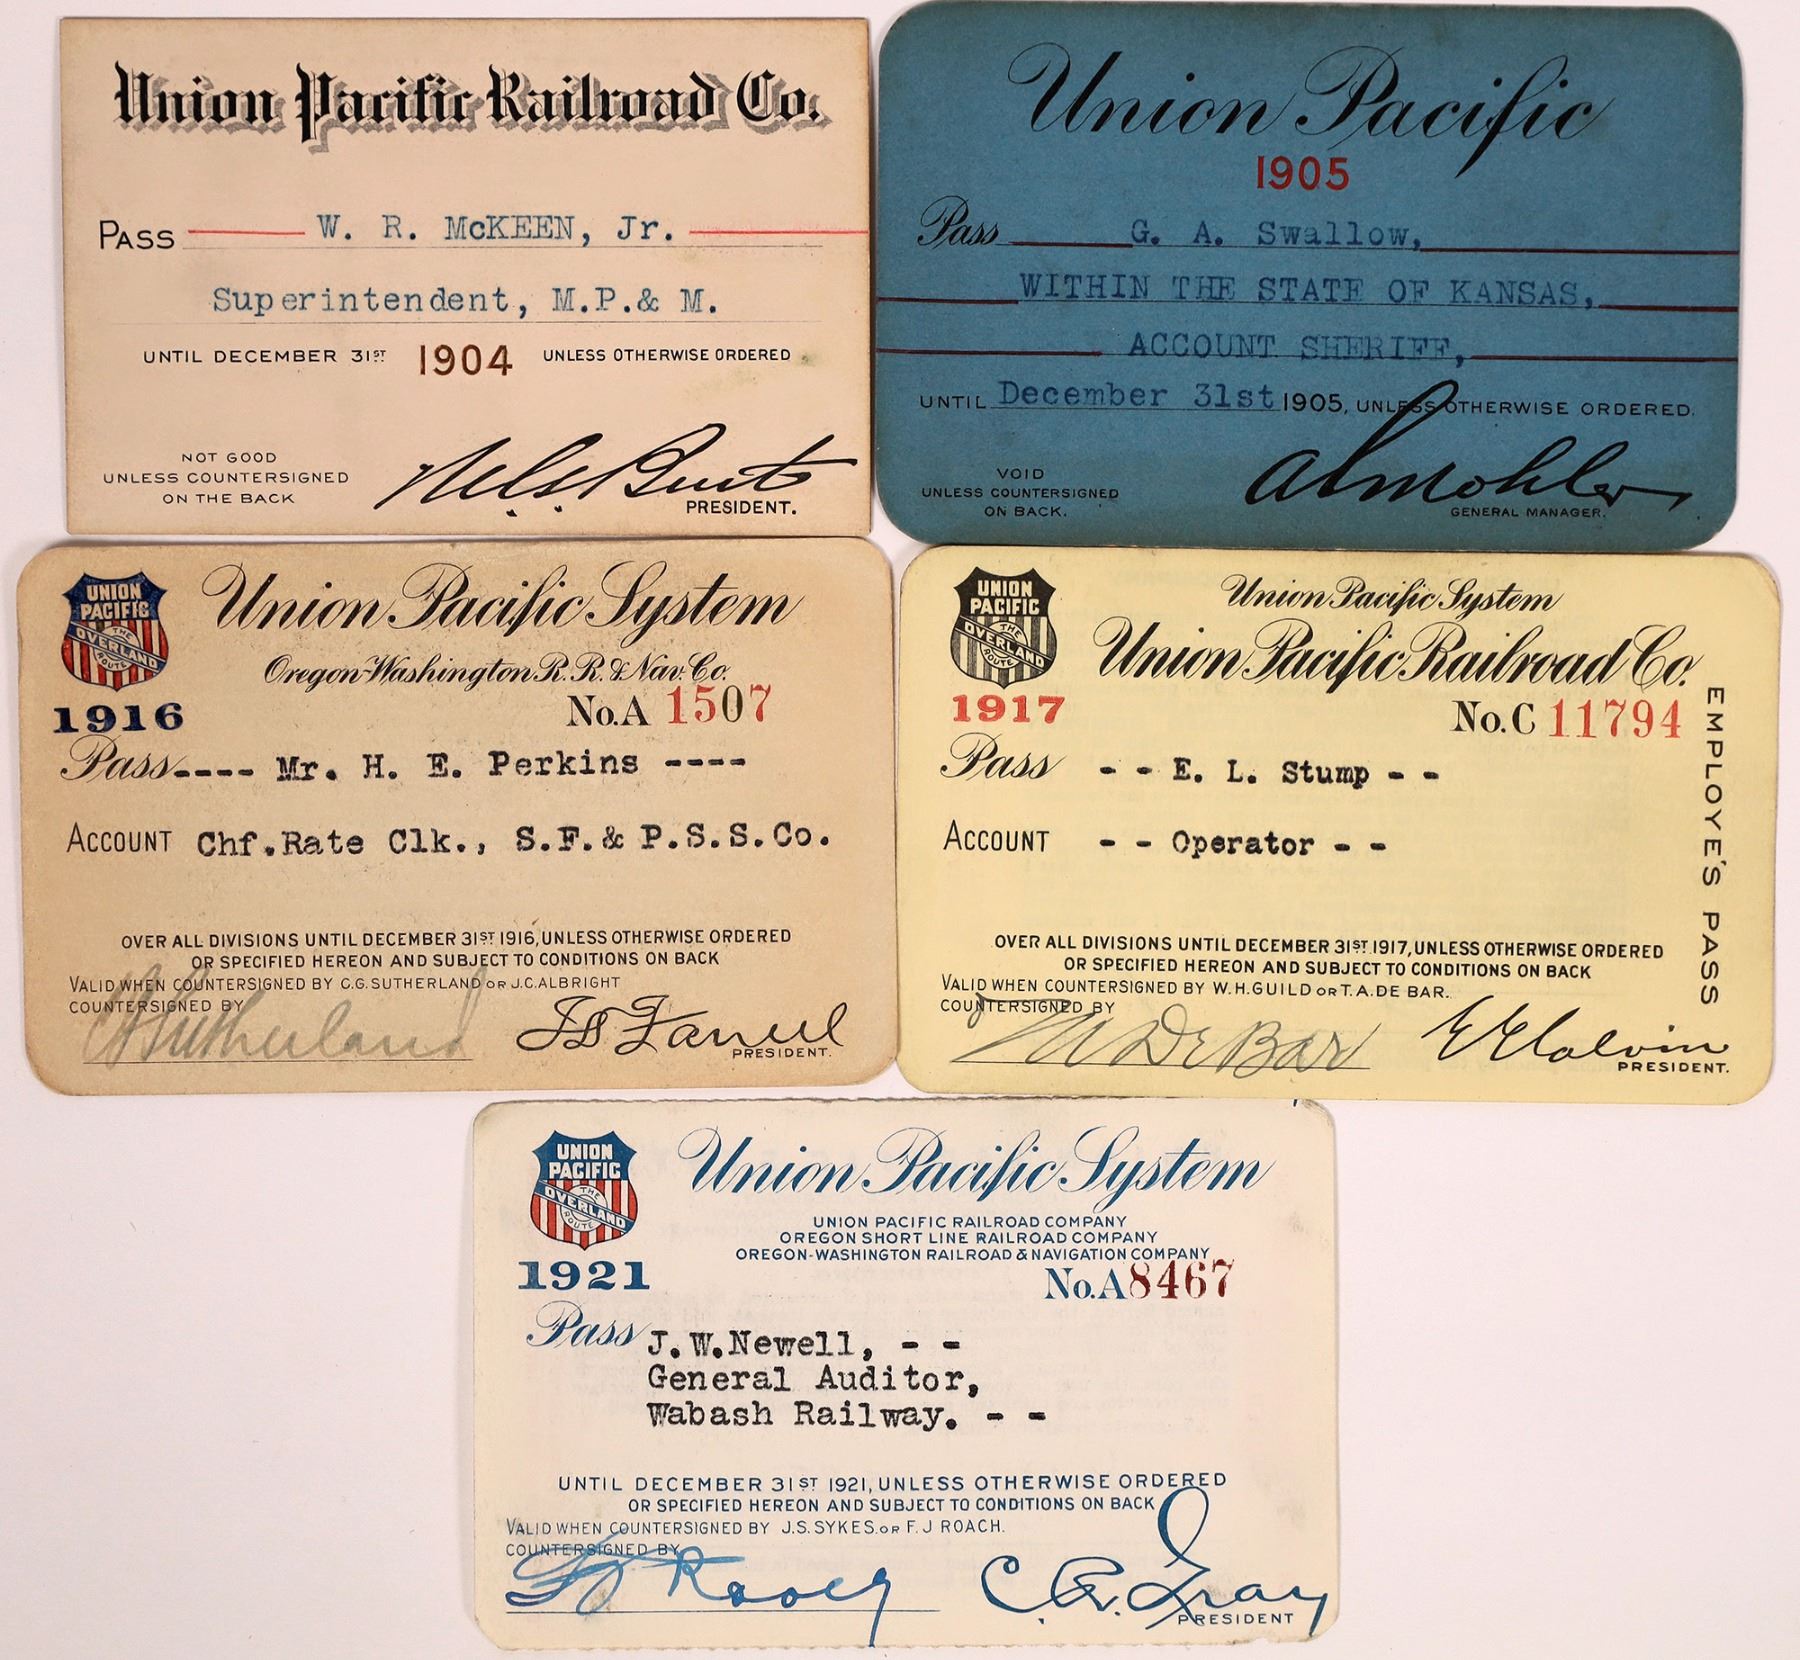 Union Pacific Railroad Co.
PASS W. R. McKEEN, Jr.
Superintendent, M.P.& M.
UNTIL DECEMBER 31ST 1904 UNLESS OTHERWISE ORDERED
NOT GOOD
UNLESS COUNTERSIGNED
ON THE BACK
PRESIDENT.
Union Pacific
1905
Pass G. A. Swallow,
WITHIN THE STATE OF KANSAS,
ACCOUNT SHERIFF,
UNTIL December 31st 1905, UNLESS OTHERWISE ORDERED.
VOID
UNLESS COUNTERSIGNED
ON BACK.
A L Mohler
GENERAL MANAGER.
UNION
PACIFIC
THE
OVERLAND
ROUTE
1916
Union Pacific System
Oregon-Washington R. R. & Nav. Co.
No. A 1507
Pass---- Mr. H. E. Perkins ----
ACCOUNT Chf.Rate Clk., S.F.& P.S.S.Co.
OVER ALL DIVISIONS UNTIL DECEMBER 31ST 1916, UNLESS OTHERWISE ORDERED
OR SPECIFIED HEREON AND SUBJECT TO CONDITIONS ON BACK
VALID WHEN COUNTERSIGNED BY C.G. SUTHERLAND OR J.C. ALBRIGHT
COUNTERSIGNED BY
C G Sutherland
PRESIDENT.
UNION
PACIFIC
THE
OVERLAND
ROUTE
1917
Union Pacific System
Union Pacific Railroad Co.
No. C 11794
Pass - - E. L. Stump - -
ACCOUNT - - Operator - -
EMPLOYE'S PASS
OVER ALL DIVISIONS UNTIL DECEMBER 31ST 1917, UNLESS OTHERWISE ORDERED
OR SPECIFIED HEREON AND SUBJECT TO CONDITIONS ON BACK
VALID WHEN COUNTERSIGNED BY W.H. GUILD OR T.A. DE BAR.
COUNTERSIGNED BY
De Bar
E E Calvin
PRESIDENT.
UNION
PACIFIC
THE
OVERLAND
ROUTE
1921
Union Pacific System
UNION PACIFIC RAILROAD COMPANY
OREGON SHORT LINE RAILROAD COMPANY
OREGON-WASHINGTON RAILROAD & NAVIGATION COMPANY
No. A8467
Pass J.W.Newell, - -
General Auditor,
Wabash Railway. - -
UNTIL DECEMBER 31ST 1921, UNLESS OTHERWISE ORDERED
OR SPECIFIED HEREON AND SUBJECT TO CONDITIONS ON BACK
VALID WHEN COUNTERSIGNED BY J.S. SYKES. OR F.J ROACH.
COUNTERSIGNED BY
C. R. Gray
PRESIDENT